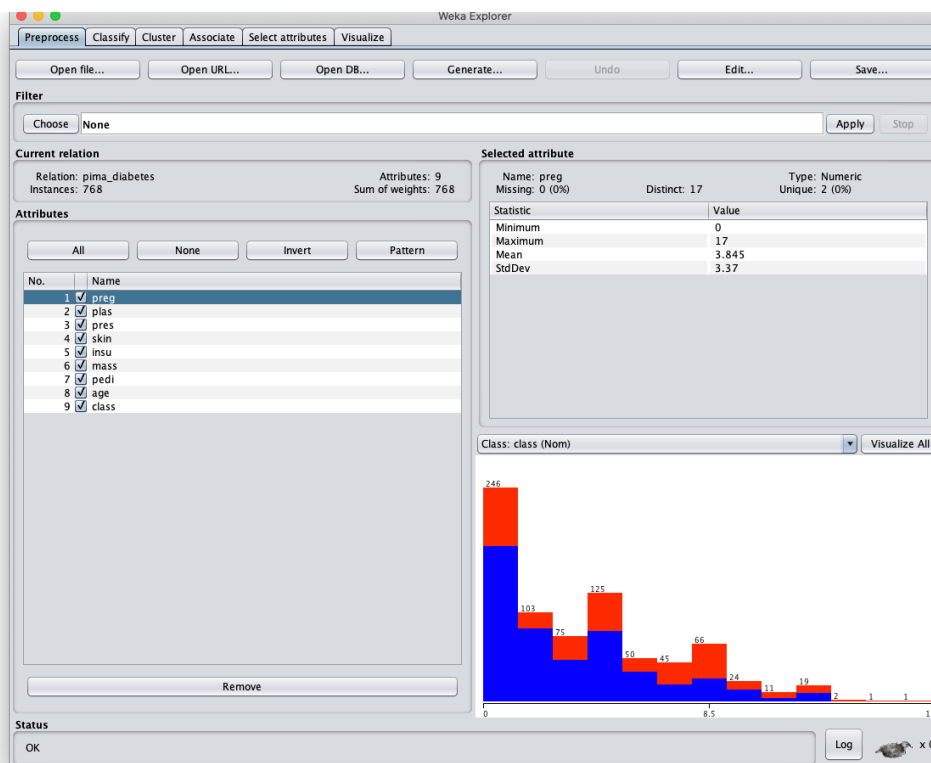 Weka Explorer
Preprocess Classify Cluster Associate Select attributes Visualize
Open file... Open URL... Open DB... Generate... Undo Edit... Save...
Filter
Choose None Apply Stop
Current relation
Relation: pima_diabetes Attributes: 9
Instances: 768 Sum of weights: 768
Selected attribute
Name: preg Type: Numeric
Missing: 0 (0%) Distinct: 17 Unique: 2 (0%)
Statistic Value
Minimum 0
Maximum 17
Mean 3.845
StdDev 3.37
Attributes
All None Invert Pattern
No. Name
1 preg
2 plas
3 pres
4 skin
5 insu
6 mass
7 pedi
8 age
9 class
Remove
Class: class (Nom) Visualize All
246
103
75
125
50
45
66
24
11
19
2
1
1
0 8.5
Status
OK
Log x